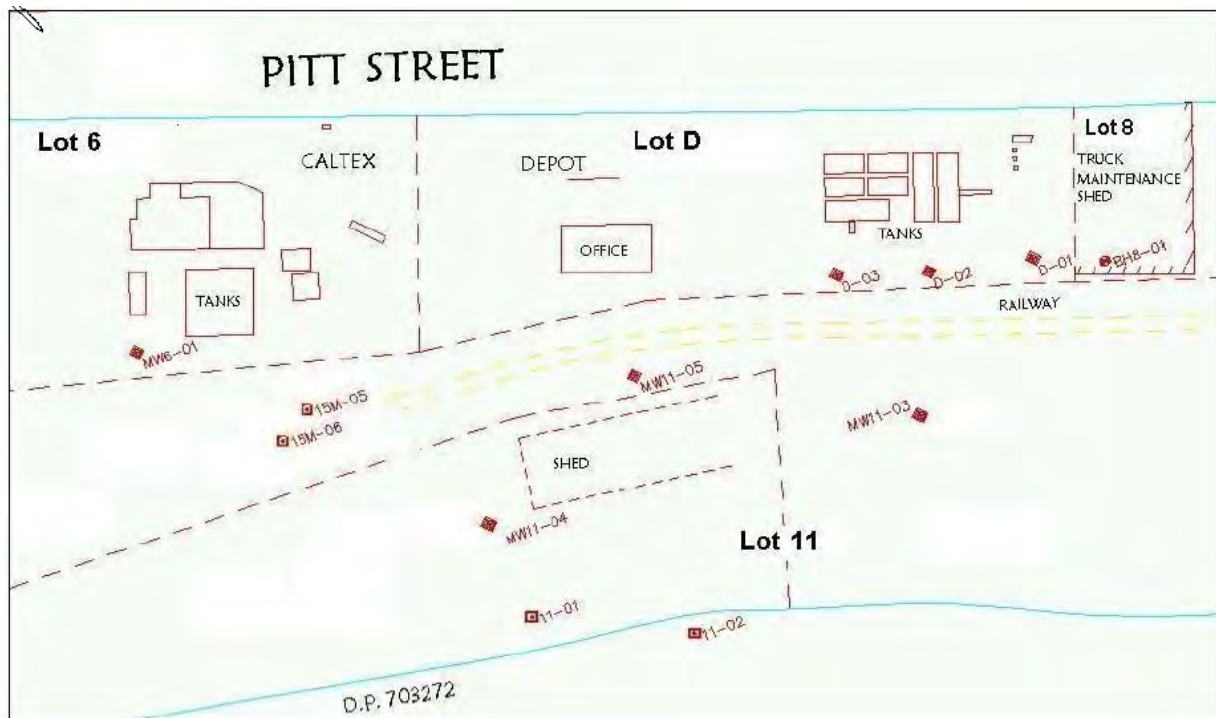 PITT STREET
Lot 6
Lot D
Lot 8
CALTEX
DEPOT
TRUCK
MAINTENANCE
SHED
OFFICE
TANKS
TANKS
D-03
D-02
D-01
BH8-01
RAILWAY
MW6-01
15M-05
15M-06
MW11-05
MW11-03
SHED
MW11-04
Lot 11
11-01
11-02
D.P. 703272